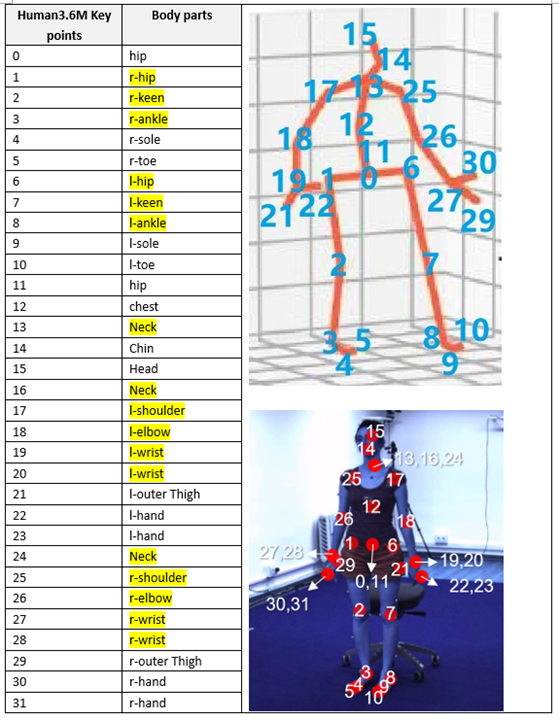 Human3.6M Key points Body parts
0 hip
1 r-hip
2 r-keen
3 r-ankle
4 r-sole
5 r-toe
6 l-hip
7 l-keen
8 l-ankle
9 l-sole
10 l-toe
11 hip
12 chest
13 Neck
14 Chin
15 Head
16 Neck
17 l-shoulder
18 l-elbow
19 l-wrist
20 l-wrist
21 l-outer Thigh
22 l-hand
23 l-hand
24 Neck
25 r-shoulder
26 r-elbow
27 r-wrist
28 r-wrist
29 r-outer Thigh
30 r-hand
31 r-hand
15
14
17 13 25
12 26
18
11 30
19 1 0 6
21 22 27
29
2 7
3 5 8 10
4 9
15
14
13,16,24
25 17
12
26 18
1 6
27,28
29 21 19,20
0,11
30,31 22,23
2 7
3 8
5 4 9
10